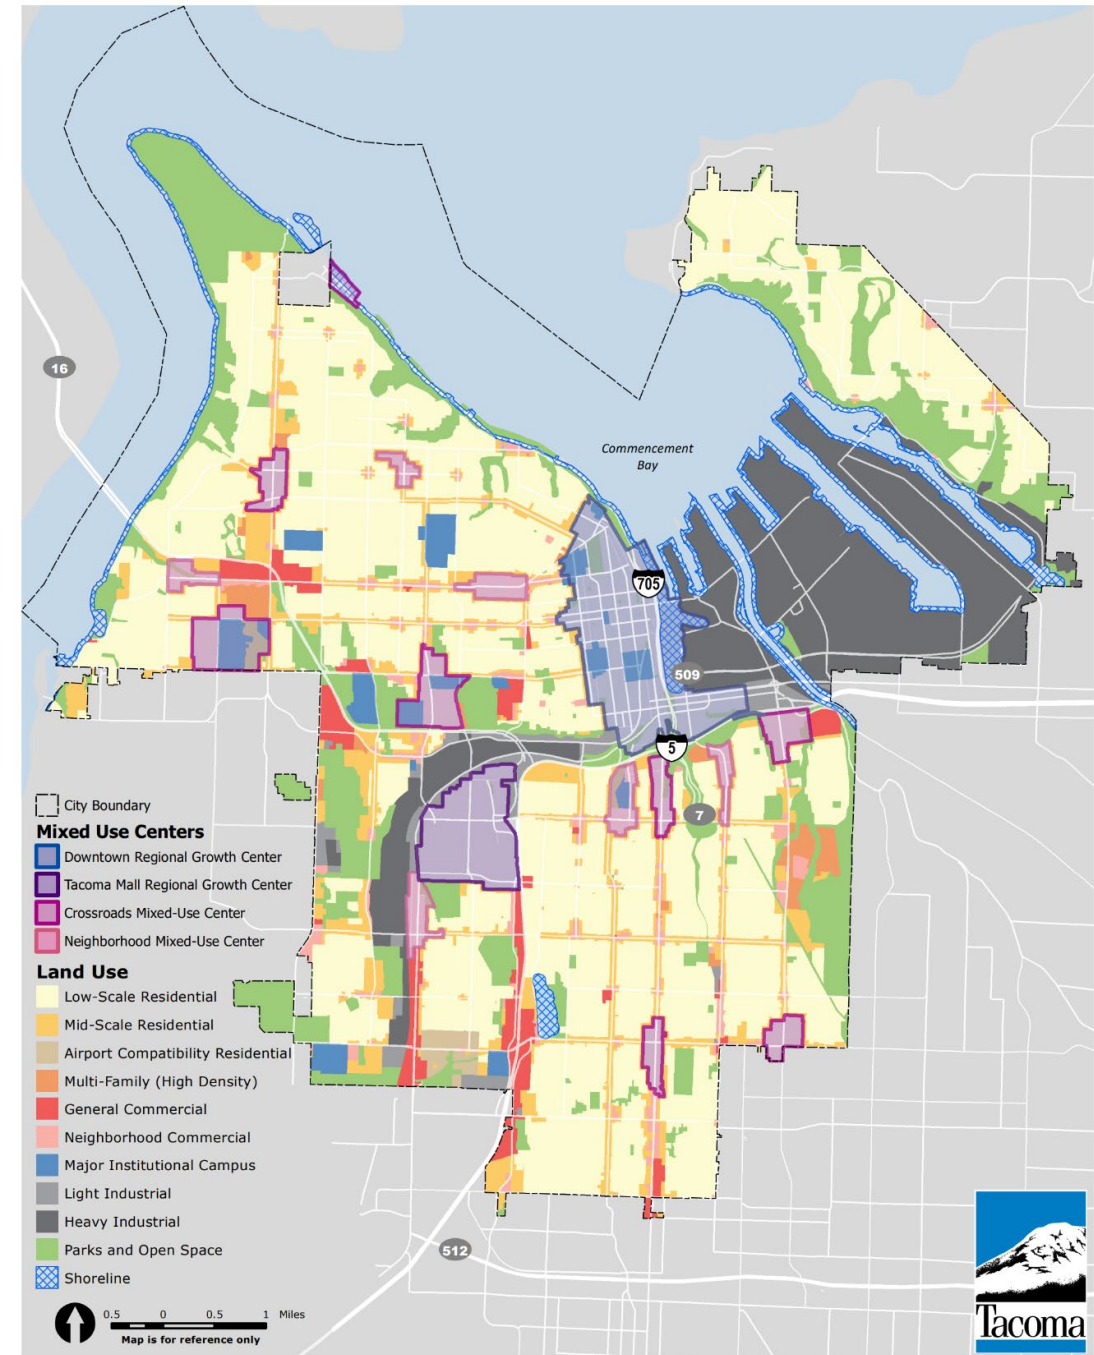 16
Commencement
Bay
705
509
5
7
City Boundary
Mixed Use Centers
Downtown Regional Growth Center
Tacoma Mall Regional Growth Center
Crossroads Mixed-Use Center
Neighborhood Mixed-Use Center
Land Use
Low-Scale Residential
Mid-Scale Residential
Airport Compatibility Residential
Multi-Family (High Density)
General Commercial
Neighborhood Commercial
Major Institutional Campus
Light Industrial
Heavy Industrial
Parks and Open Space
Shoreline
512
0.5 0 0.5 1 Miles
Map is for reference only
Tacoma